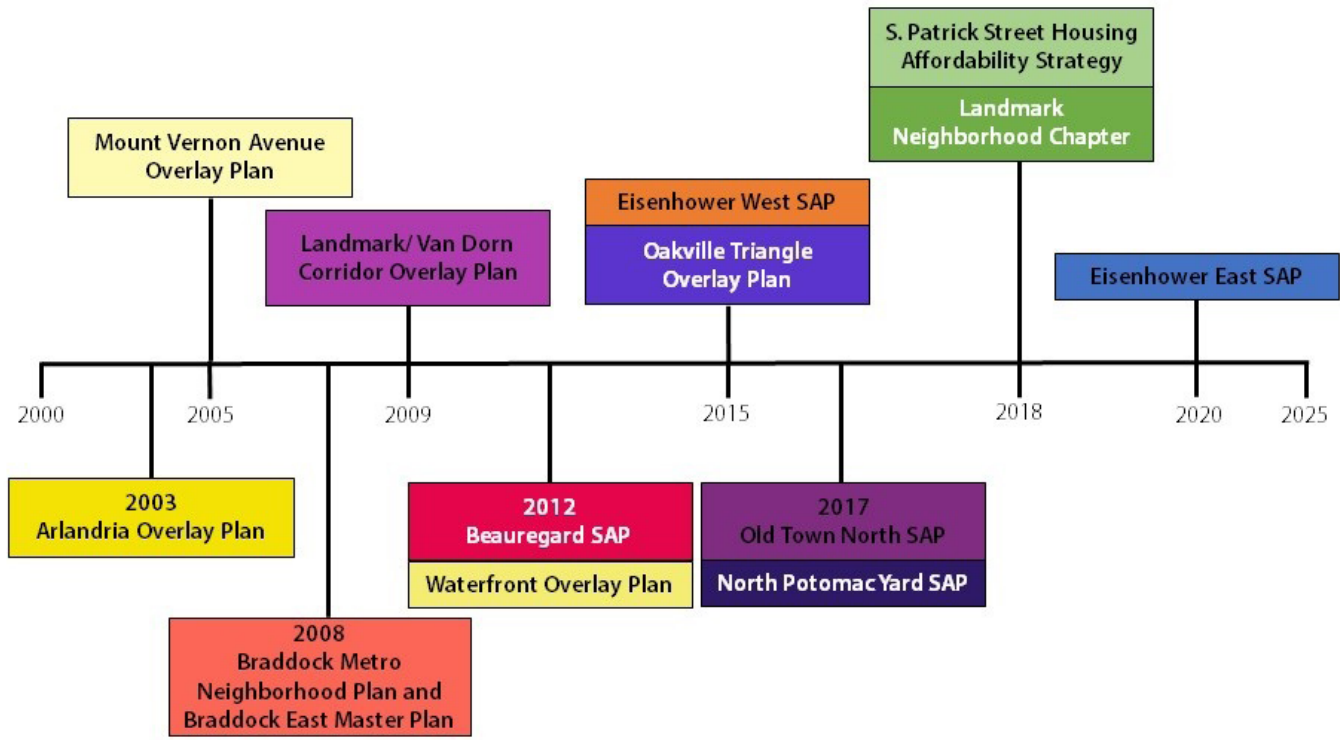 S. Patrick Street Housing
Affordability Strategy
Landmark
Neighborhood Chapter
Mount Vernon Avenue
Overlay Plan
Eisenhower West SAP
Oakville Triangle
Overlay Plan
Landmark/ Van Dorn
Corridor Overlay Plan
Eisenhower East SAP
2000
2005
2009
2015
2018
2020
2025
2003
Arlandria Overlay Plan
2012
Beauregard SAP
Waterfront Overlay Plan
2017
Old Town North SAP
North Potomac Yard SAP
2008
Braddock Metro
Neighborhood Plan and
Braddock East Master Plan